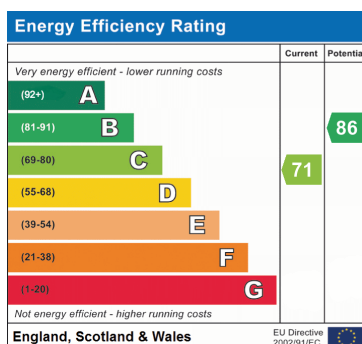 Energy Efficiency Rating
Current Potentia
Very energy efficient - lower running costs
(92+) A
(81-91) B 86
(69-80) C 71
(55-68) D
(39-54) E
(21-38) F
(1-20) G
Not energy efficient - higher running costs
England, Scotland & Wales
EU Directive
2002/91/EC